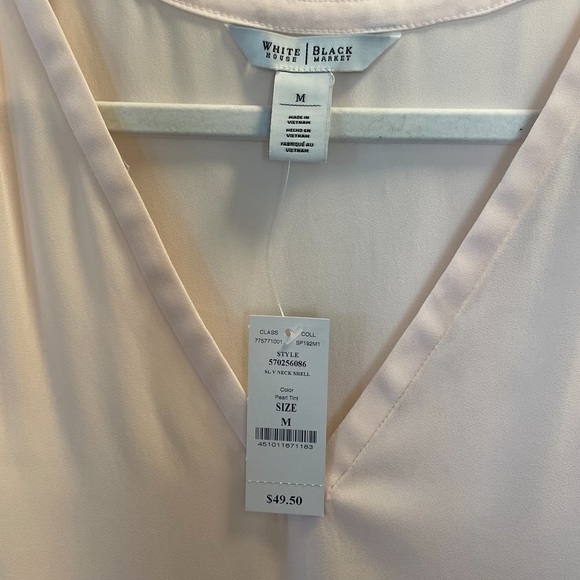 WHITE | BLACK
HOUSE | MARKET
M
MADE IN
VIETNAM
HECHO EN
VIETNAM
FABRIQUÉ AU
VIETNAM
CLASS COLL
775771001 SP192M1
STYLE
570256086
SL V NECK SHELL
Color
Pearl Tint
SIZE
M
451011871183
$49.50